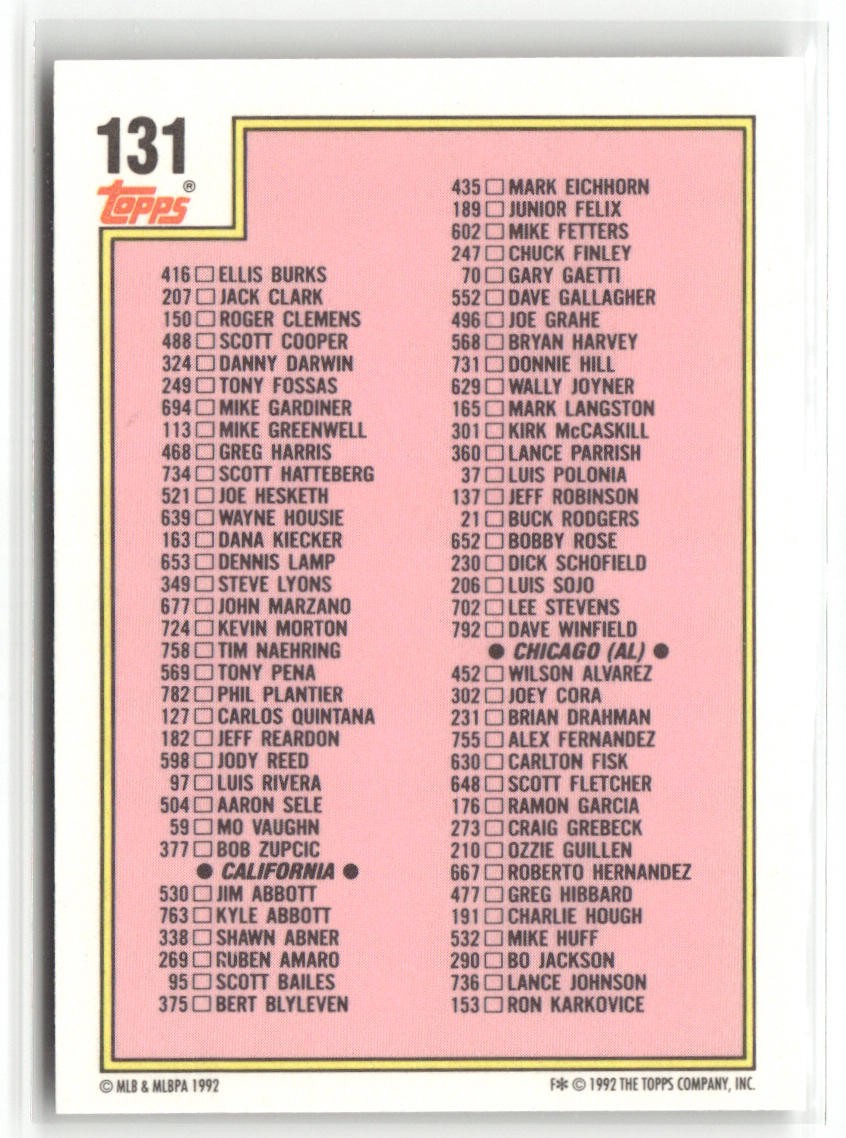 131
Topps®
416 ELLIS BURKS
207 JACK CLARK
150 ROGER CLEMENS
488 SCOTT COOPER
324 DANNY DARWIN
249 TONY FOSSAS
694 MIKE GARDINER
113 MIKE GREENWELL
468 GREG HARRIS
734 SCOTT HATTEBERG
521 JOE HESKETH
639 WAYNE HOUSIE
163 DANA KIECKER
653 DENNIS LAMP
349 STEVE LYONS
677 JOHN MARZANO
724 KEVIN MORTON
758 TIM NAEHRING
569 TONY PENA
782 PHIL PLANTIER
127 CARLOS QUINTANA
182 JEFF REARDON
598 JODY REED
97 LUIS RIVERA
504 AARON SELE
59 MO VAUGHN
377 BOB ZUPCIC
● CALIFORNIA ●
530 JIM ABBOTT
763 KYLE ABBOTT
338 SHAWN ABNER
269 RUBEN AMARO
95 SCOTT BAILES
375 BERT BLYLEVEN
435 MARK EICHHORN
189 JUNIOR FELIX
602 MIKE FETTERS
247 CHUCK FINLEY
70 GARY GAETTI
552 DAVE GALLAGHER
496 JOE GRAHE
568 BRYAN HARVEY
731 DONNIE HILL
629 WALLY JOYNER
165 MARK LANGSTON
301 KIRK McCASKILL
360 LANCE PARRISH
37 LUIS POLONIA
137 JEFF ROBINSON
21 BUCK RODGERS
652 BOBBY ROSE
230 DICK SCHOFIELD
206 LUIS SOJO
702 LEE STEVENS
792 DAVE WINFIELD
● CHICAGO (AL) ●
452 WILSON ALVAREZ
302 JOEY CORA
231 BRIAN DRAHMAN
755 ALEX FERNANDEZ
630 CARLTON FISK
648 SCOTT FLETCHER
176 RAMON GARCIA
273 CRAIG GREBECK
210 OZZIE GUILLEN
667 ROBERTO HERNANDEZ
477 GREG HIBBARD
191 CHARLIE HOUGH
532 MIKE HUFF
290 BO JACKSON
736 LANCE JOHNSON
153 RON KARKOVICE
© MLB & MLBPA 1992
F✻ © 1992 THE TOPPS COMPANY, INC.